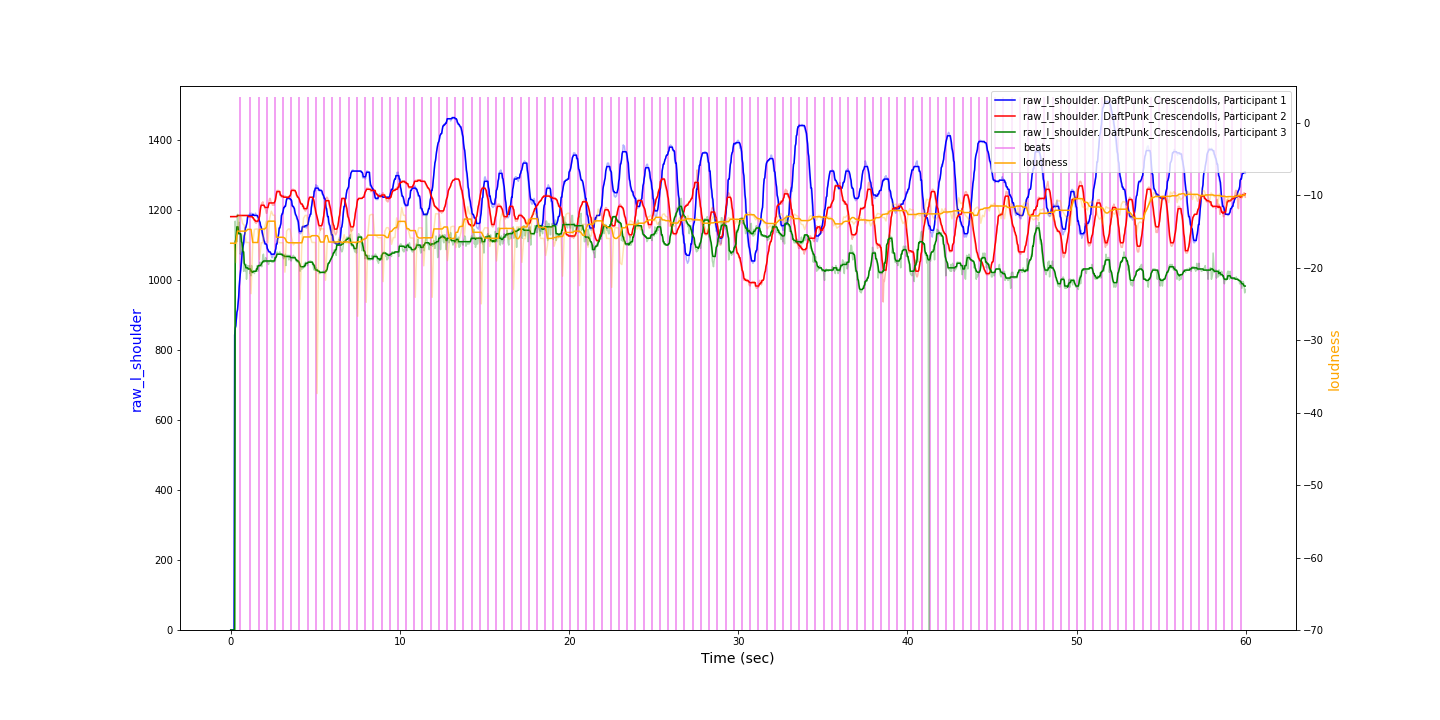 raw_l_shoulder. DaftPunk_Crescendolls, Participant 1
raw_l_shoulder. DaftPunk_Crescendolls, Participant 2
raw_l_shoulder. DaftPunk_Crescendolls, Participant 3
beats
loudness
1400
1200
1000
800
600
400
200
0
raw_l_shoulder
0
−10
−20
−30
−40
−50
−60
−70
loudness
0
10
20
30
40
50
60
Time (sec)